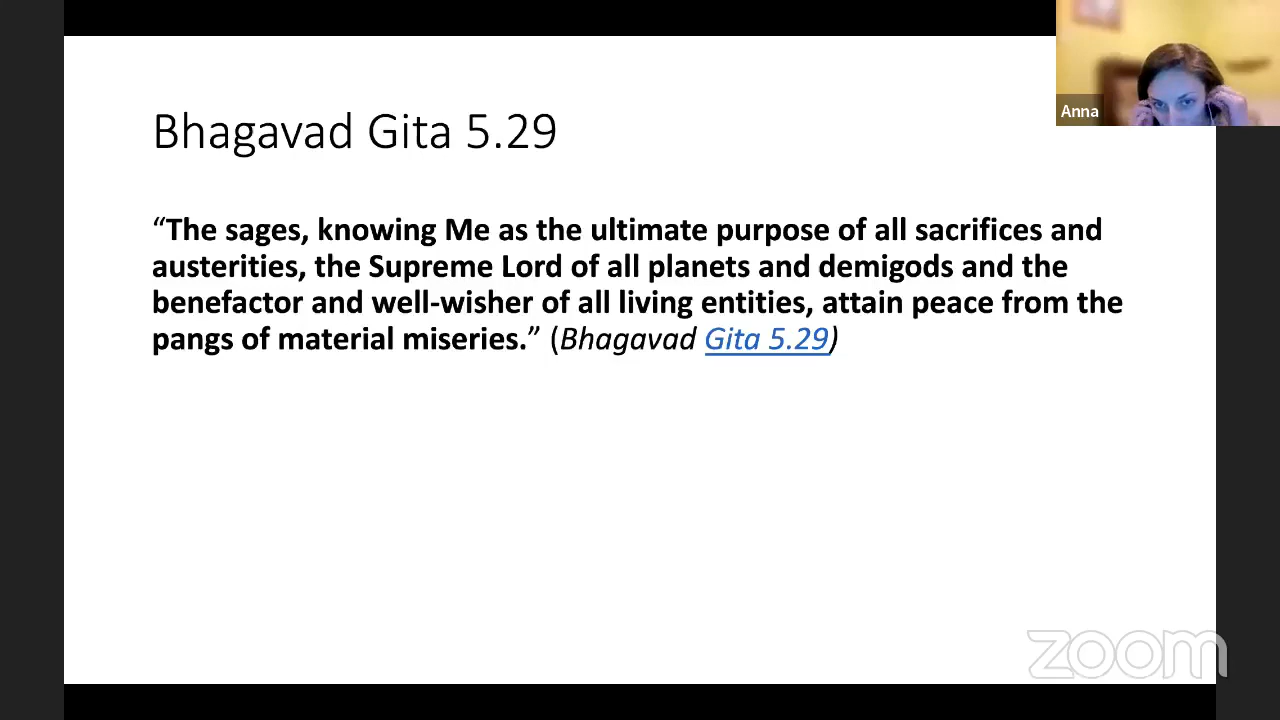 Anna
Bhagavad Gita 5.29
“The sages, knowing Me as the ultimate purpose of all sacrifices and
austerities, the Supreme Lord of all planets and demigods and the
benefactor and well-wisher of all living entities, attain peace from the
pangs of material miseries.” (Bhagavad Gita 5.29)
zoom